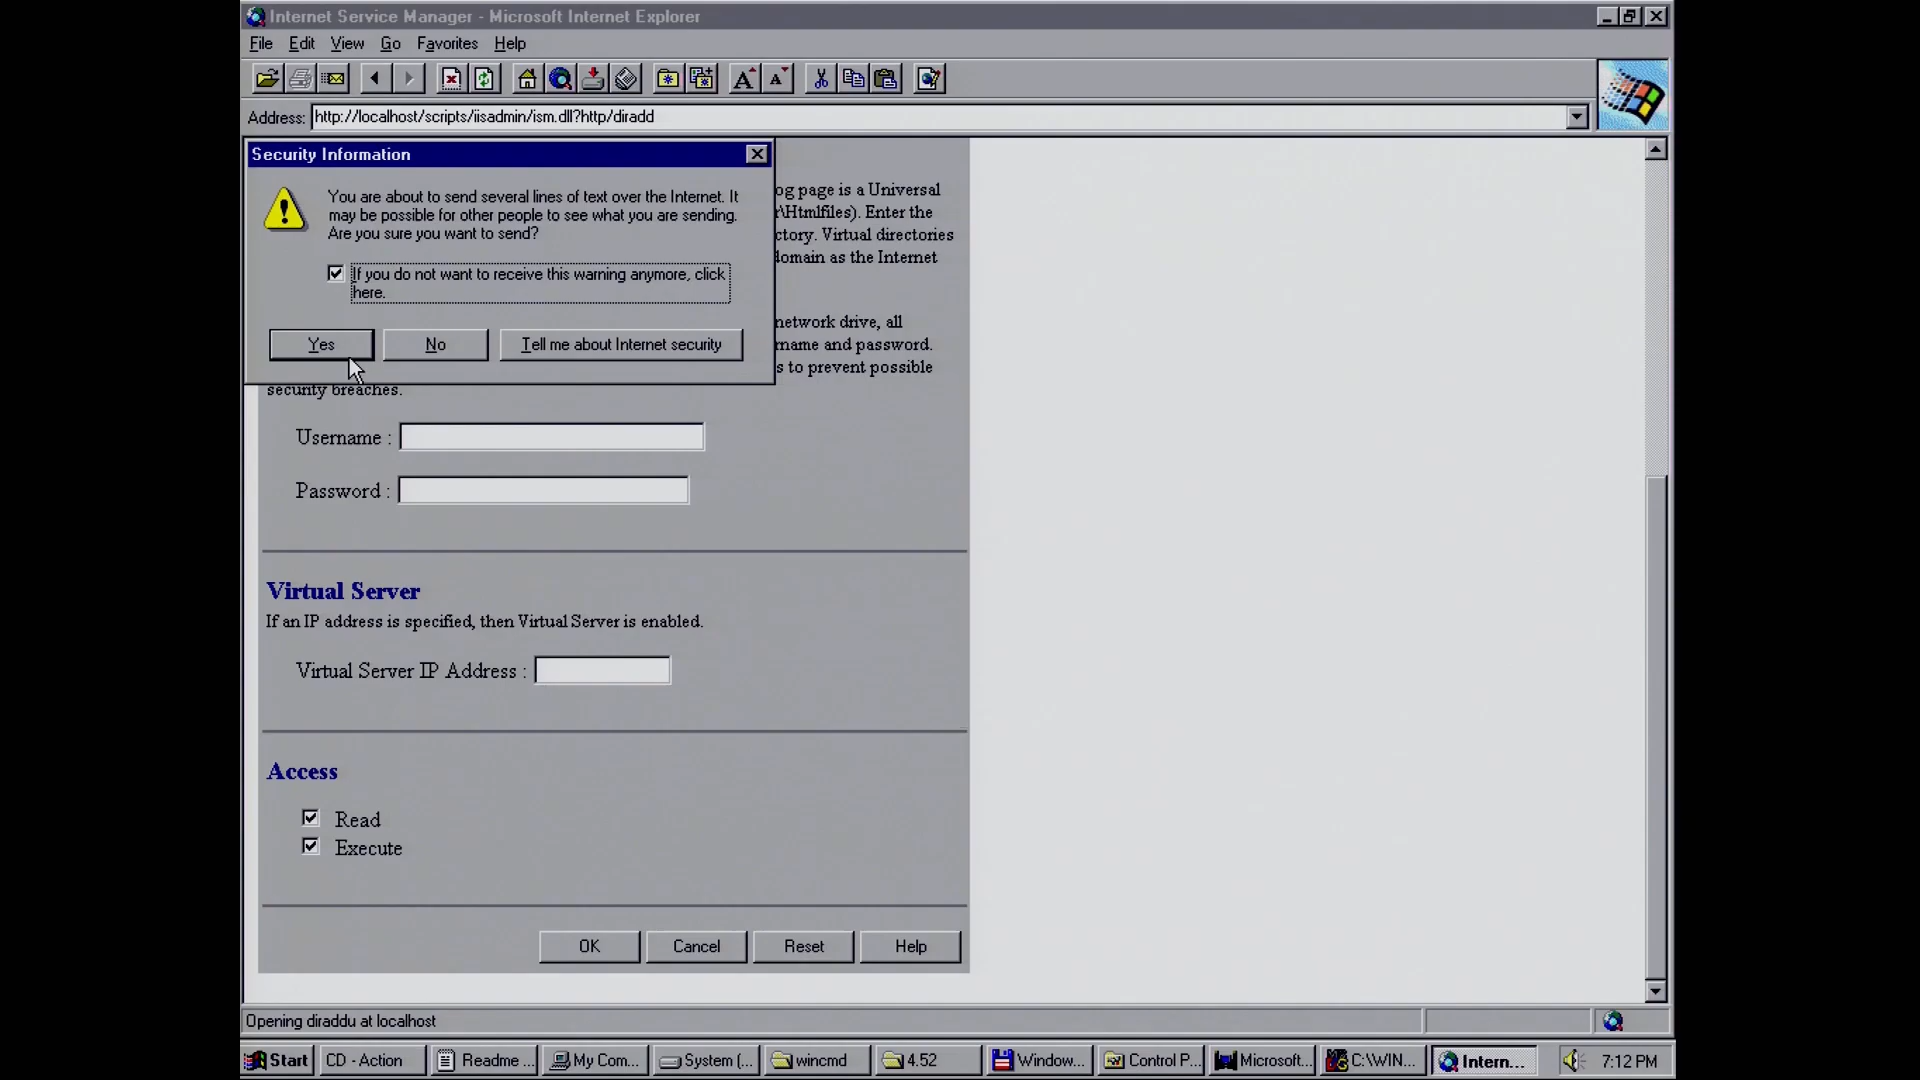 Internet Service Manager - Microsoft Internet Explorer
File Edit View Go Favorites Help
Address: http://localhost/scripts/iisadmin/ism.dll?http/diradd
Security Information
You are about to send several lines of text over the Internet. It
may be possible for other people to see what you are sending.
Are you sure you want to send?
If you do not want to receive this warning anymore, click
here.
Yes No Tell me about Internet security
og page is a Universal
r\Htmlfiles). Enter the
ctory. Virtual directories
domain as the Internet
network drive, all
name and password.
s to prevent possible
security breaches.
Username :
Password :
Virtual Server
If an IP address is specified, then Virtual Server is enabled.
Virtual Server IP Address :
Access
Read
Execute
OK Cancel Reset Help
Opening diraddu at localhost
Start CD - Action Readme ... My Com... System (... wincmd 4.52 Window... Control P... Microsoft... C:\WIN... Intern... 7:12 PM